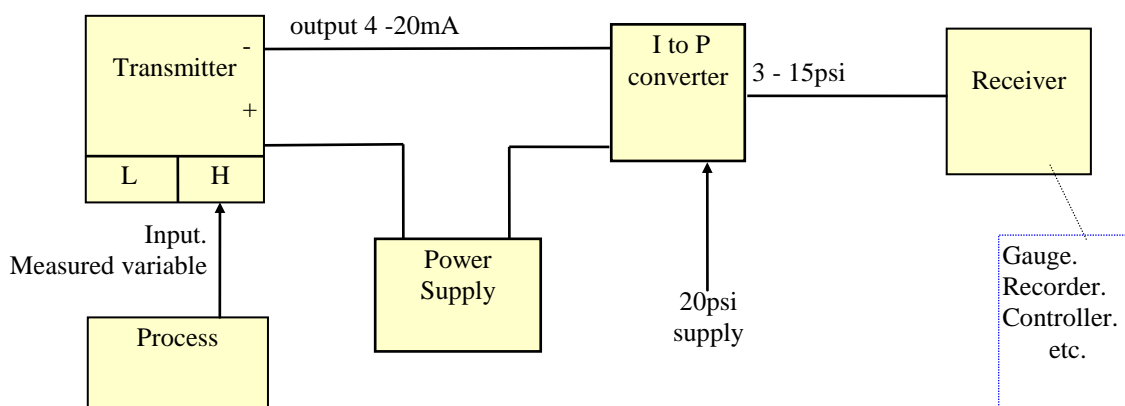 output 4 -20mA
Transmitter
-
+
L
H
I to P
converter
3 - 15psi
Receiver
Input.
Measured variable
Process
Power
Supply
20psi
supply
Gauge.
Recorder.
Controller.
etc.